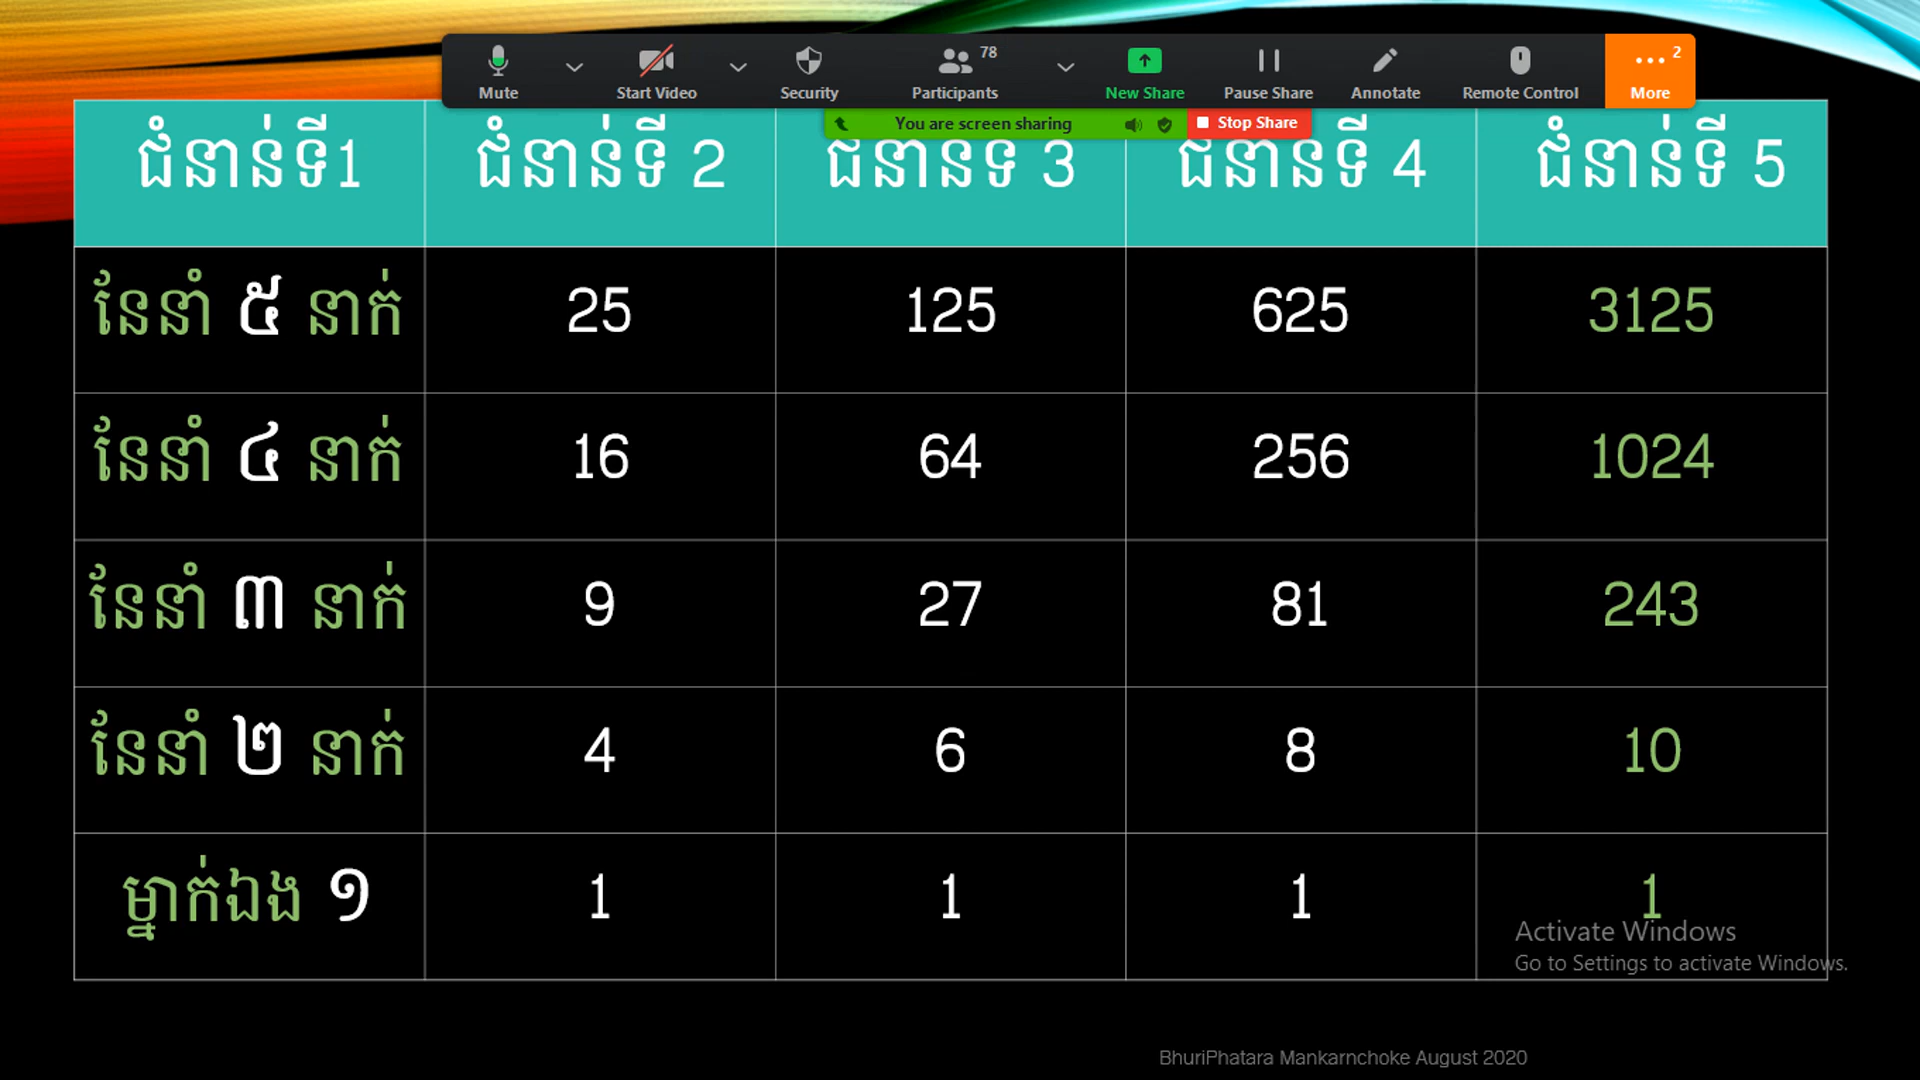 Mute
Start Video
Security
Participants 78
New Share
Pause Share
Annotate
Remote Control
More 2
You are screen sharing
Stop Share
ជំនាន់ទី1 ជំនាន់ទី 2 ជំនាន់ទី 3 ជំនាន់ទី 4 ជំនាន់ទី 5
នែនាំ ៥ នាក់ 25 125 625 3125
នែនាំ ៤ នាក់ 16 64 256 1024
នែនាំ ៣ នាក់ 9 27 81 243
នែនាំ ២ នាក់ 4 6 8 10
ម្នាក់ឯង ១ 1 1 1 1
Activate Windows
Go to Settings to activate Windows.
BhuriPhatara Mankarnchoke August 2020